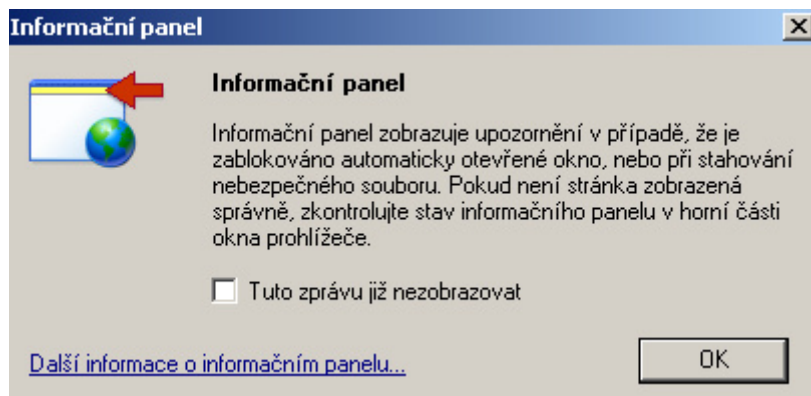 Informační panel
Informační panel
Informační panel zobrazuje upozornění v případě, že je
zablokováno automaticky otevřené okno, nebo při stahování
nebezpečného souboru. Pokud není stránka zobrazená
správně, zkontrolujte stav informačního panelu v horní části
okna prohlížeče.
Tuto zprávu již nezobrazovat
Další informace o informačním panelu...
OK